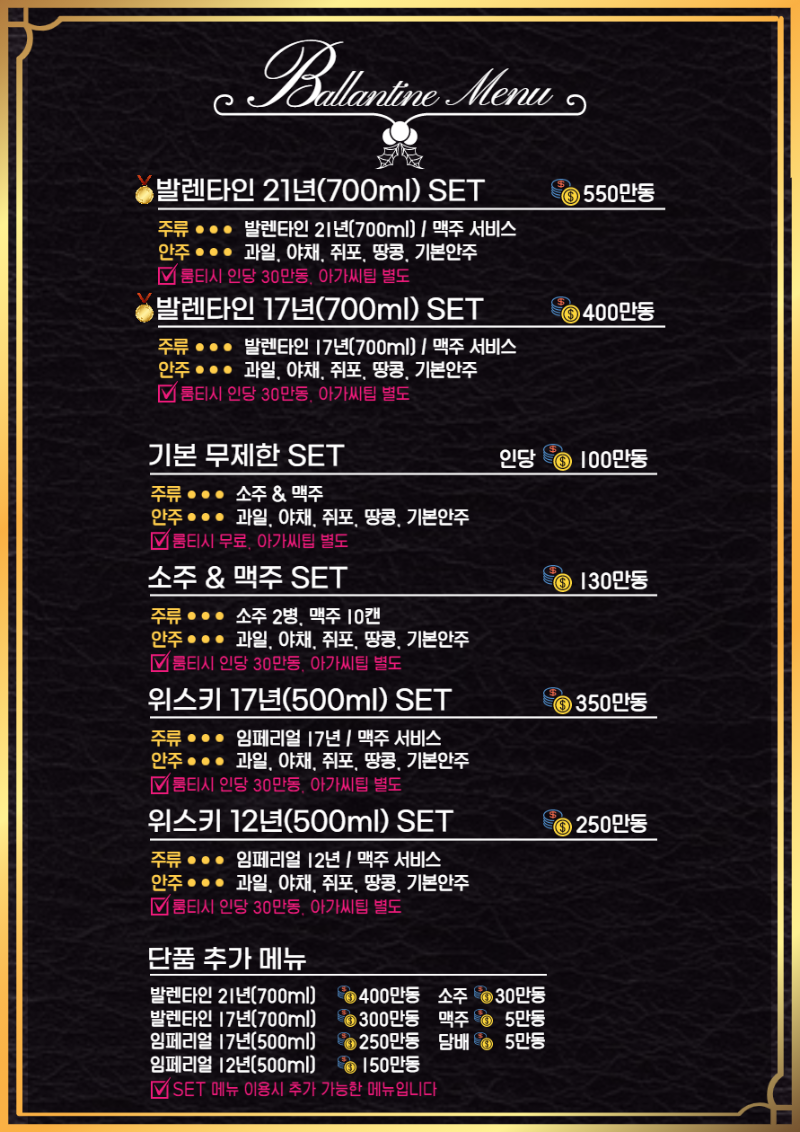 Ballantine Menu
발렌타인 21년(700ml) SET 550만동
주류 ●●● 발렌타인 21년(700ml) / 맥주 서비스
안주 ●●● 과일, 야채, 쥐포, 땅콩, 기본안주
룸티시 인당 30만동, 아가씨팁 별도
발렌타인 17년(700ml) SET 400만동
주류 ●●● 발렌타인 17년(700ml) / 맥주 서비스
안주 ●●● 과일, 야채, 쥐포, 땅콩, 기본안주
룸티시 인당 30만동, 아가씨팁 별도
기본 무제한 SET 인당 100만동
주류 ●●● 소주 & 맥주
안주 ●●● 과일, 야채, 쥐포, 땅콩, 기본안주
룸티시 무료, 아가씨팁 별도
소주 & 맥주 SET 130만동
주류 ●●● 소주 2병, 맥주 10캔
안주 ●●● 과일, 야채, 쥐포, 땅콩, 기본안주
룸티시 인당 30만동, 아가씨팁 별도
위스키 17년(500ml) SET 350만동
주류 ●●● 임페리얼 17년 / 맥주 서비스
안주 ●●● 과일, 야채, 쥐포, 땅콩, 기본안주
룸티시 인당 30만동, 아가씨팁 별도
위스키 12년(500ml) SET 250만동
주류 ●●● 임페리얼 12년 / 맥주 서비스
안주 ●●● 과일, 야채, 쥐포, 땅콩, 기본안주
룸티시 인당 30만동, 아가씨팁 별도
단품 추가 메뉴
발렌타인 21년(700ml) 400만동 소주 30만동
발렌타인 17년(700ml) 300만동 맥주 5만동
임페리얼 17년(500ml) 250만동 담배 5만동
임페리얼 12년(500ml) 150만동
SET 메뉴 이용시 추가 가능한 메뉴입니다